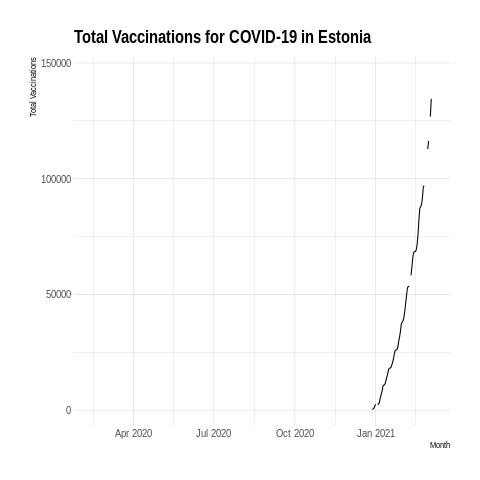 Total Vaccinations for COVID-19 in Estonia
Total Vaccinations
150000
100000
50000
0
Apr 2020 Jul 2020 Oct 2020 Jan 2021
Month